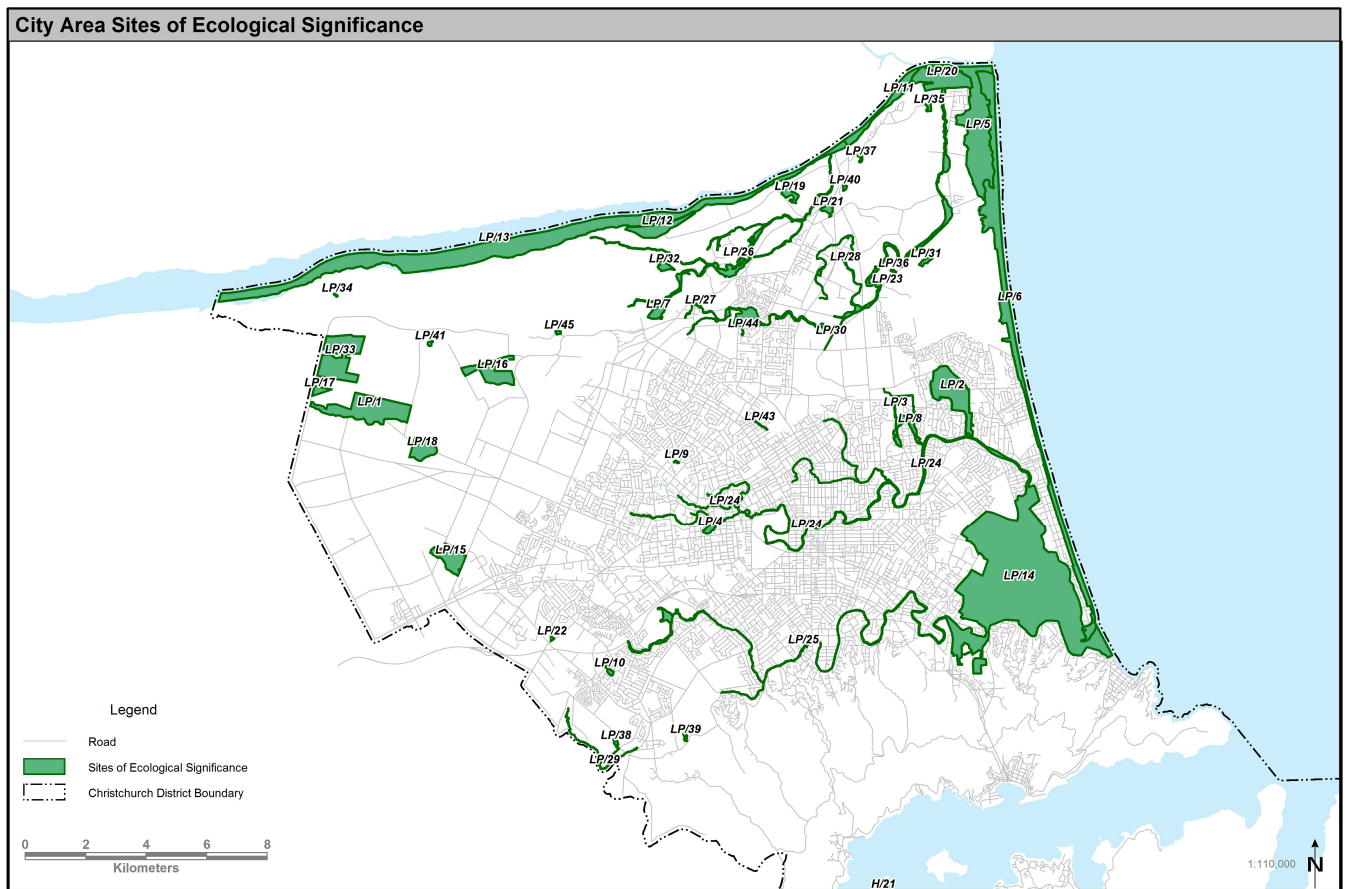 City Area Sites of Ecological Significance
LP/20
LP/11
LP/35
LP/5
LP/37
LP/40
LP/19
LP/21
LP/12
LP/13
LP/26
LP/28
LP/31
LP/32
LP/36
LP/23
LP/34
LP/6
LP/7
LP/27
LP/44
LP/30
LP/45
LP/41
LP/33
LP/16
LP/17
LP/2
LP/1
LP/3
LP/43
LP/8
LP/18
LP/9
LP/24
LP/24
LP/4
LP/24
LP/15
LP/14
LP/22
LP/25
LP/10
LP/38
LP/39
LP/29
Legend
Road
Sites of Ecological Significance
Christchurch District Boundary
0 2 4 6 8
Kilometers
1:110,000 N
H/21